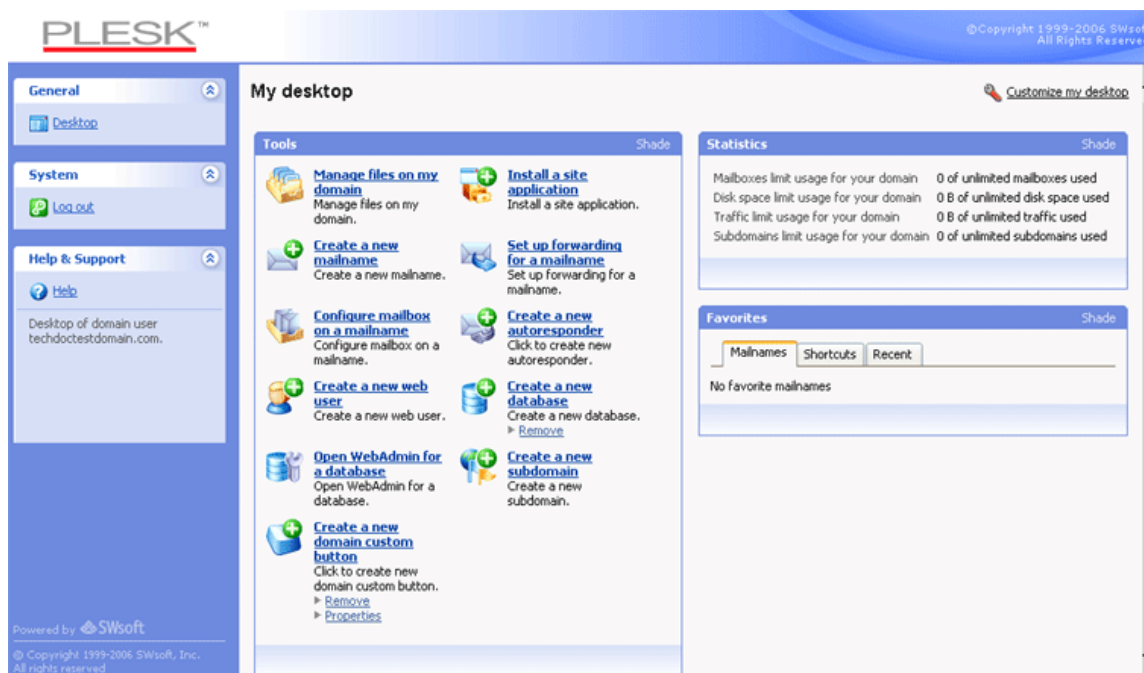 PLESK™
©Copyright 1999-2006 SWsof
All Rights Reserve
General
Desktop
System
Log out
Help & Support
Help
Desktop of domain user
techdoctestdomain.com.
Powered by SWsoft
© Copyright 1999-2006 SWsoft, Inc.
All rights reserved
My desktop
Customize my desktop
Tools
Shade
Manage files on my
domain
Manage files on my
domain.
Install a site
application
Install a site application.
Create a new
mailname
Create a new mailname.
Set up forwarding
for a mailname
Set up forwarding for a
mailname.
Configure mailbox
on a mailname
Configure mailbox on a
mailname.
Create a new
autoresponder
Click to create new
autoresponder.
Create a new web
user
Create a new web user.
Create a new
database
Create a new database.
Remove
Open WebAdmin for
a database
Open WebAdmin for a
database.
Create a new
subdomain
Create a new
subdomain.
Create a new
domain custom
button
Click to create new
domain custom button.
Remove
Properties
Statistics
Shade
Mailboxes limit usage for your domain 0 of unlimited mailboxes used
Disk space limit usage for your domain 0 B of unlimited disk space used
Traffic limit usage for your domain 0 B of unlimited traffic used
Subdomains limit usage for your domain 0 of unlimited subdomains used
Favorites
Shade
Mailnames Shortcuts Recent
No favorite mailnames